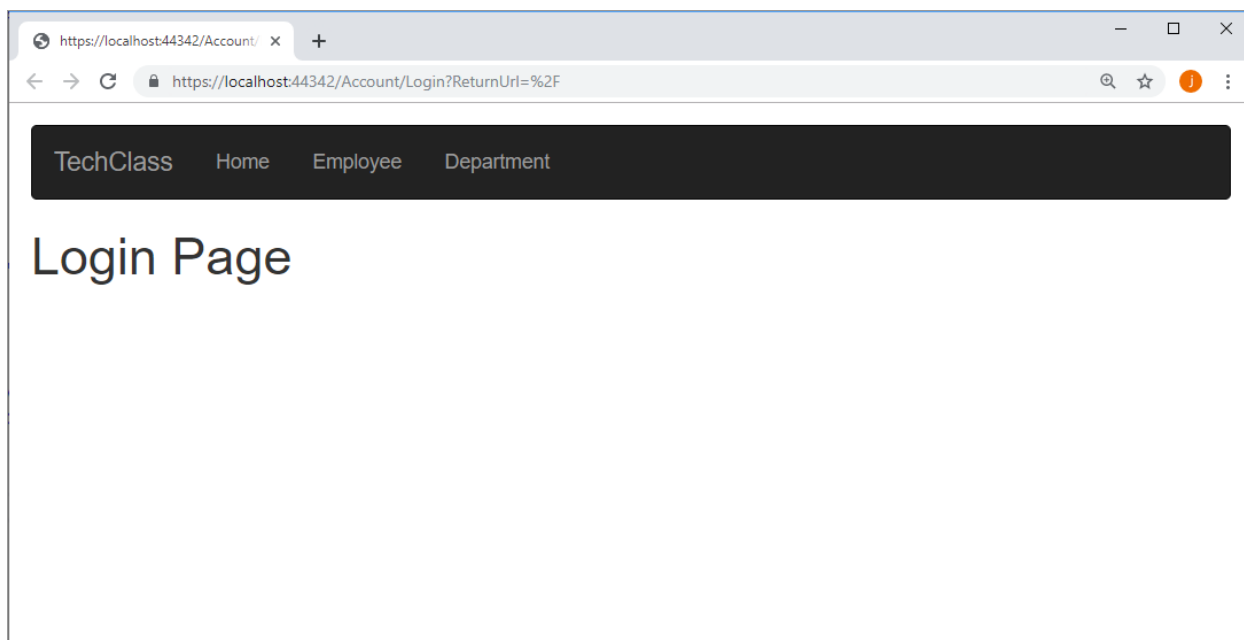 https://localhost:44342/Account/
https://localhost:44342/Account/Login?ReturnUrl=%2F
j
TechClass Home Employee Department
Login Page